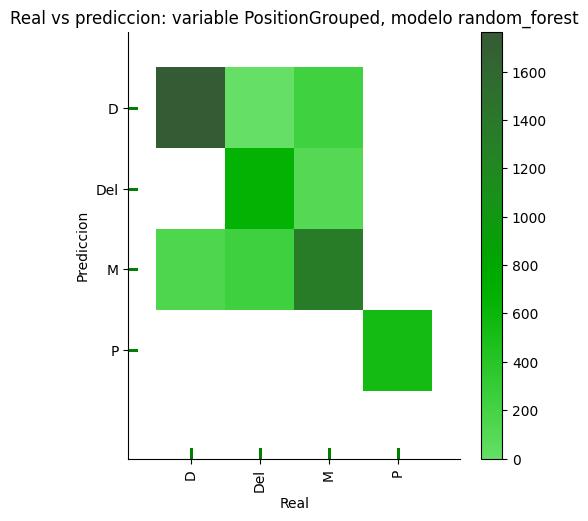 Real vs prediccion: variable PositionGrouped, modelo random_forest
Prediccion
D
Del
M
P
D
Del
M
P
Real
1600
1400
1200
1000
800
600
400
200
0